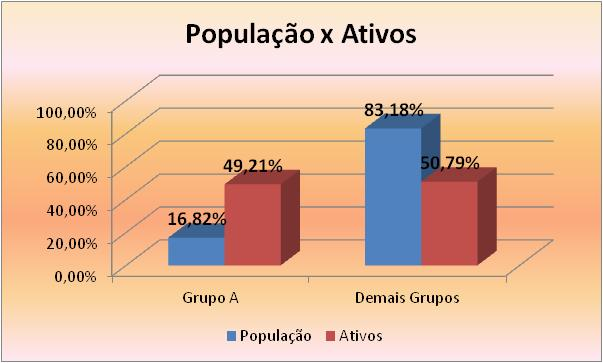 População x Ativos
100,00%
80,00%
60,00%
40,00%
20,00%
0,00%
16,82%
49,21%
83,18%
50,79%
Grupo A
Demais Grupos
População
Ativos